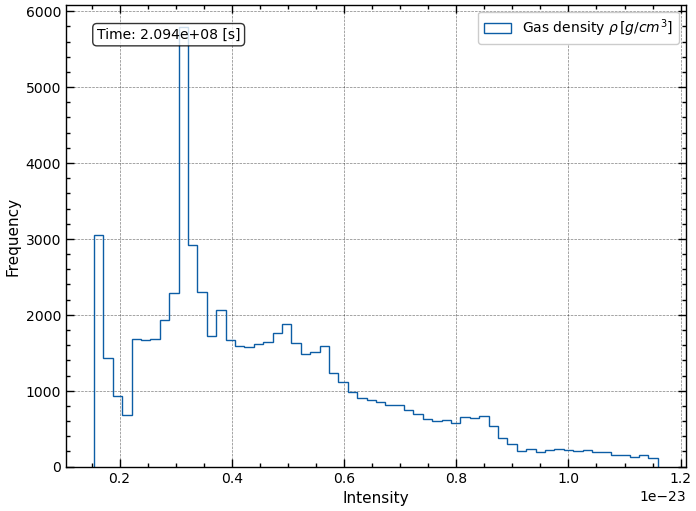 6000
5000
4000
3000
2000
1000
0
Frequency
Time: 2.094e+08 [s]
Gas density ρ [g/cm³]
0.2 0.4 0.6 0.8 1.0 1.2
1e−23
Intensity